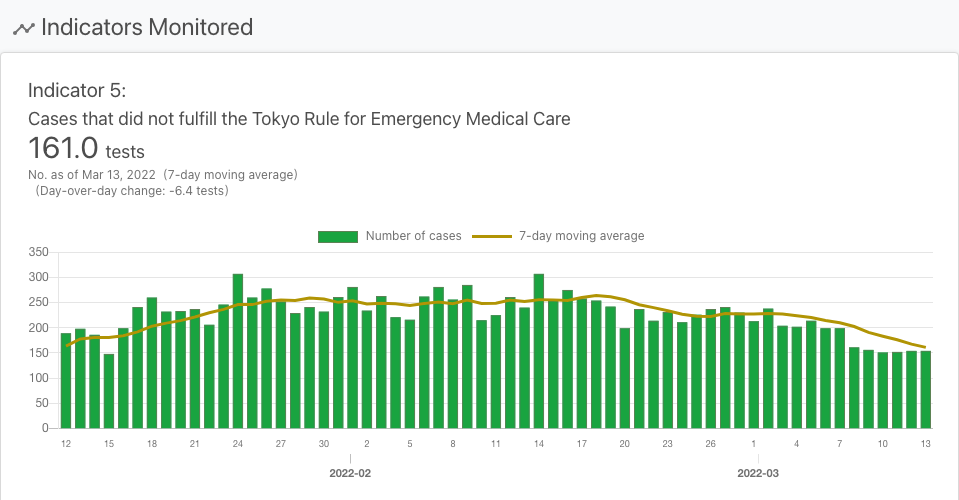 Indicators Monitored
Indicator 5:
Cases that did not fulfill the Tokyo Rule for Emergency Medical Care
161.0 tests
No. as of Mar 13, 2022 (7-day moving average)
(Day-over-day change: -6.4 tests)
Number of cases 7-day moving average
350
300
250
200
150
100
50
0
12 15 18 21 24 27 30 2 5 8 11 14 17 20 23 26 1 4 7 10 13
2022-02 2022-03